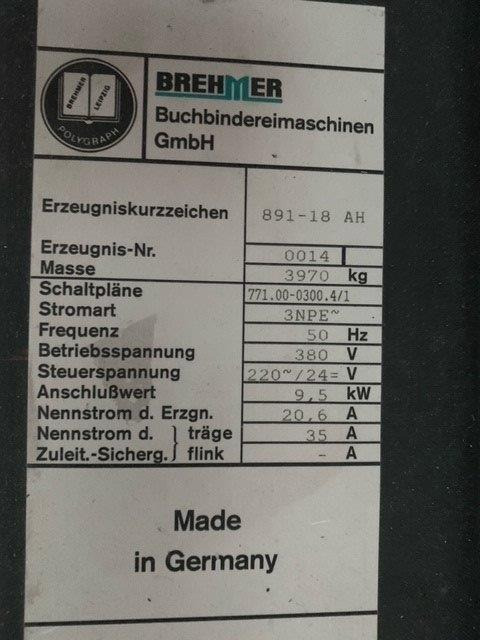 BREHMER LEIPZIG
POLYGRAPH
BREHMER
Buchbindereimaschinen
GmbH
Erzeugniskurzzeichen 891-18 AH
Erzeugnis-Nr. 0014
Masse 3970 kg
Schaltpläne 771.00-0300.4/1
Stromart 3NPE~
Frequenz 50 Hz
Betriebsspannung 380 V
Steuerspannung 220~/24= V
Anschlußwert 9,5 kW
Nennstrom d. Erzgn. 20,6 A
Nennstrom d. } träge 35 A
Zuleit.-Sicherg. } flink - A
Made
in Germany